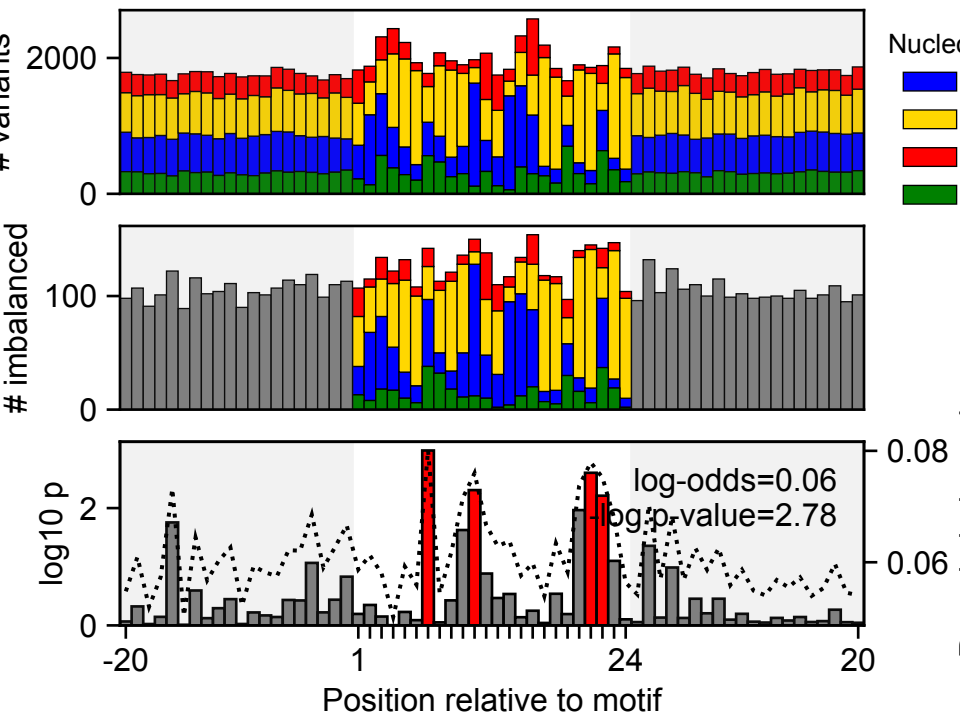 # variants
2000
0
Nucleo
# imbalanced
100
0
log10 p
2
0
log-odds=0.06
-log p-value=2.78
0.08
0.06
-20
1
24
20
Position relative to motif